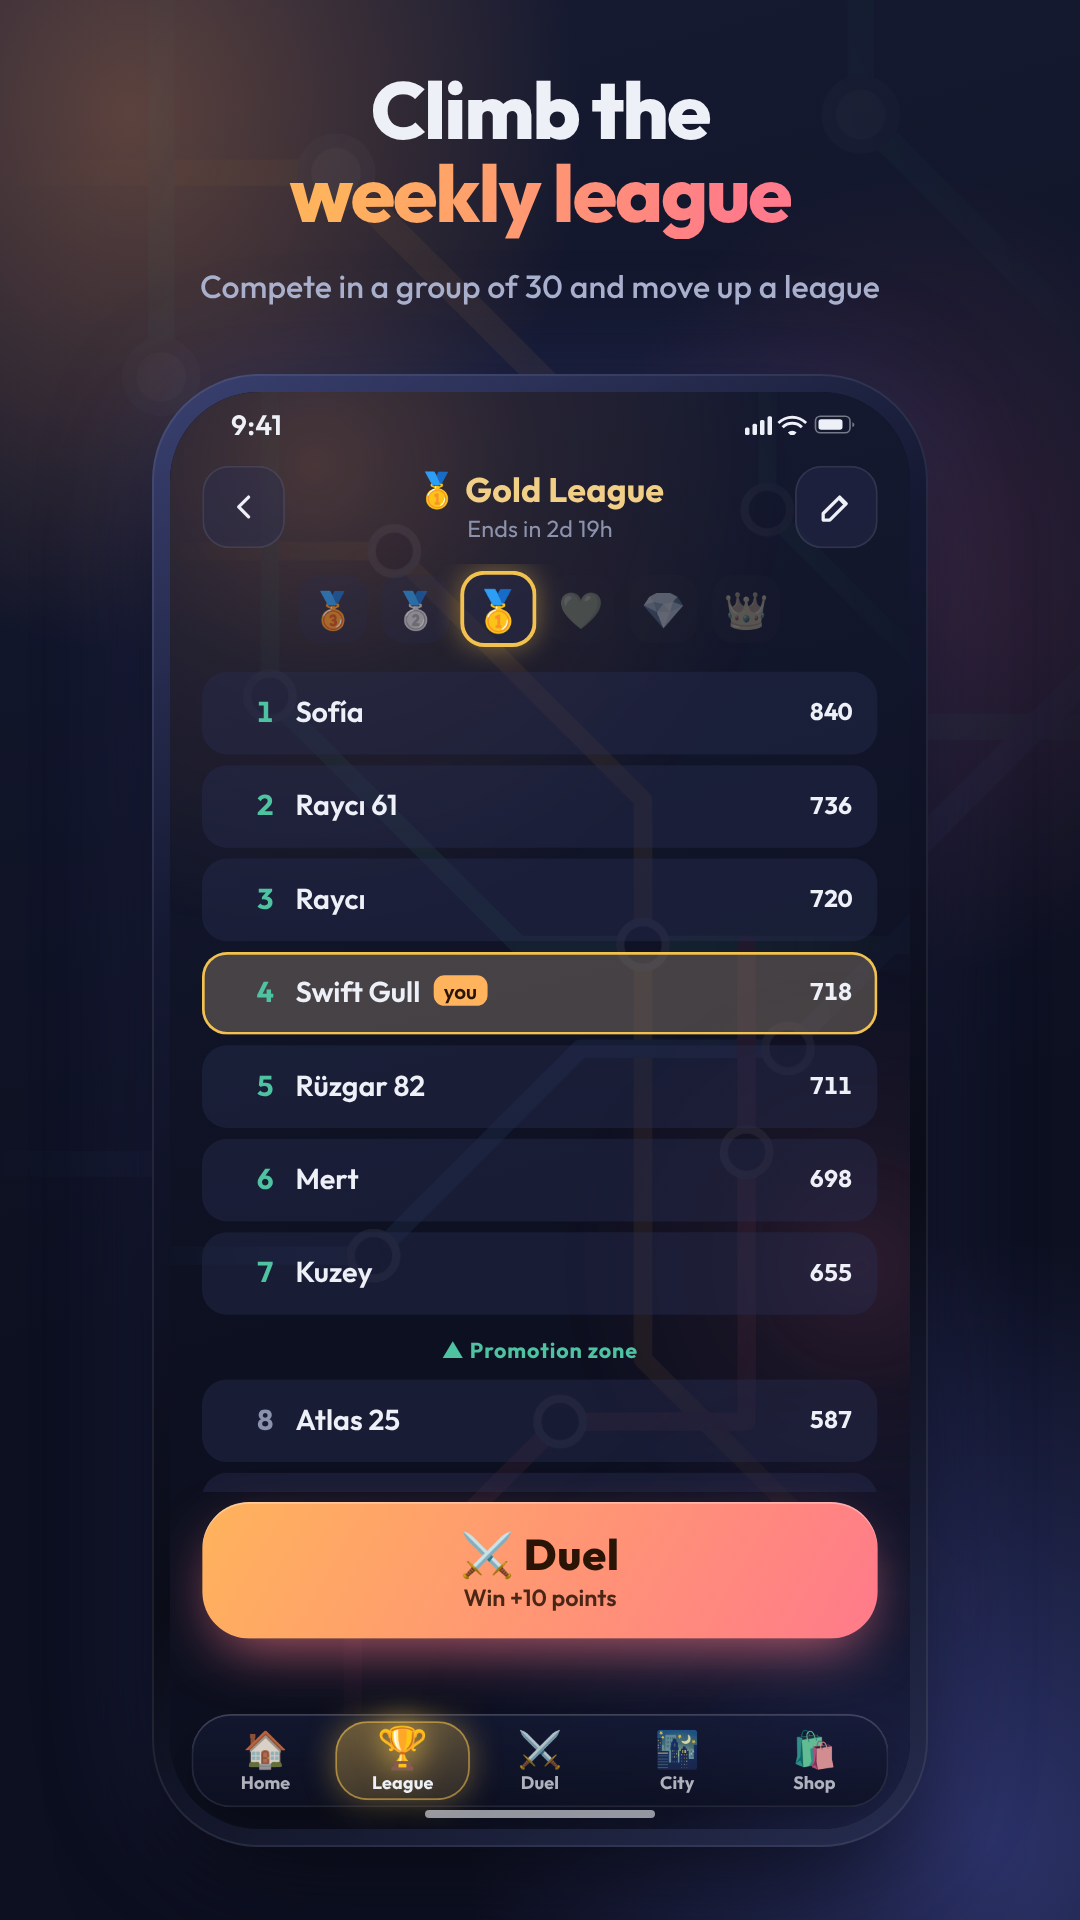 Climb the
weekly league
Compete in a group of 30 and move up a league
9:41
🥇 Gold League
Ends in 2d 19h
1 Sofía 840
2 Raycı 61 736
3 Raycı 720
4 Swift Gull you 718
5 Rüzgar 82 711
6 Mert 698
7 Kuzey 655
▲ Promotion zone
8 Atlas 25 587
⚔️ Duel
Win +10 points
Home League Duel City Shop